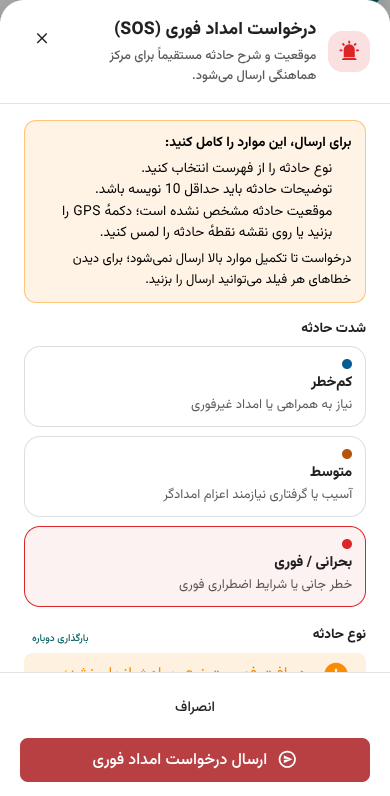 درخواست امداد فوری (SOS)
موقعیت و شرح حادثه مستقیماً برای مرکز
هماهنگی ارسال می‌شود.
برای ارسال، این موارد را کامل کنید:
نوع حادثه را از فهرست انتخاب کنید.
توضیحات حادثه باید حداقل 10 نویسه باشد.
موقعیت حادثه مشخص نشده است؛ دکمهٔ GPS را
بزنید یا روی نقشه نقطهٔ حادثه را لمس کنید.
درخواست تا تکمیل موارد بالا ارسال نمی‌شود؛ برای دیدن
خطاهای هر فیلد می‌توانید ارسال را بزنید.
شدت حادثه
کم‌خطر
نیاز به همراهی یا امداد غیرفوری
متوسط
آسیب یا گرفتاری نیازمند اعزام امدادگر
بحرانی / فوری
خطر جانی یا شرایط اضطراری فوری
نوع حادثه
بارگذاری دوباره
انصراف
ارسال درخواست امداد فوری